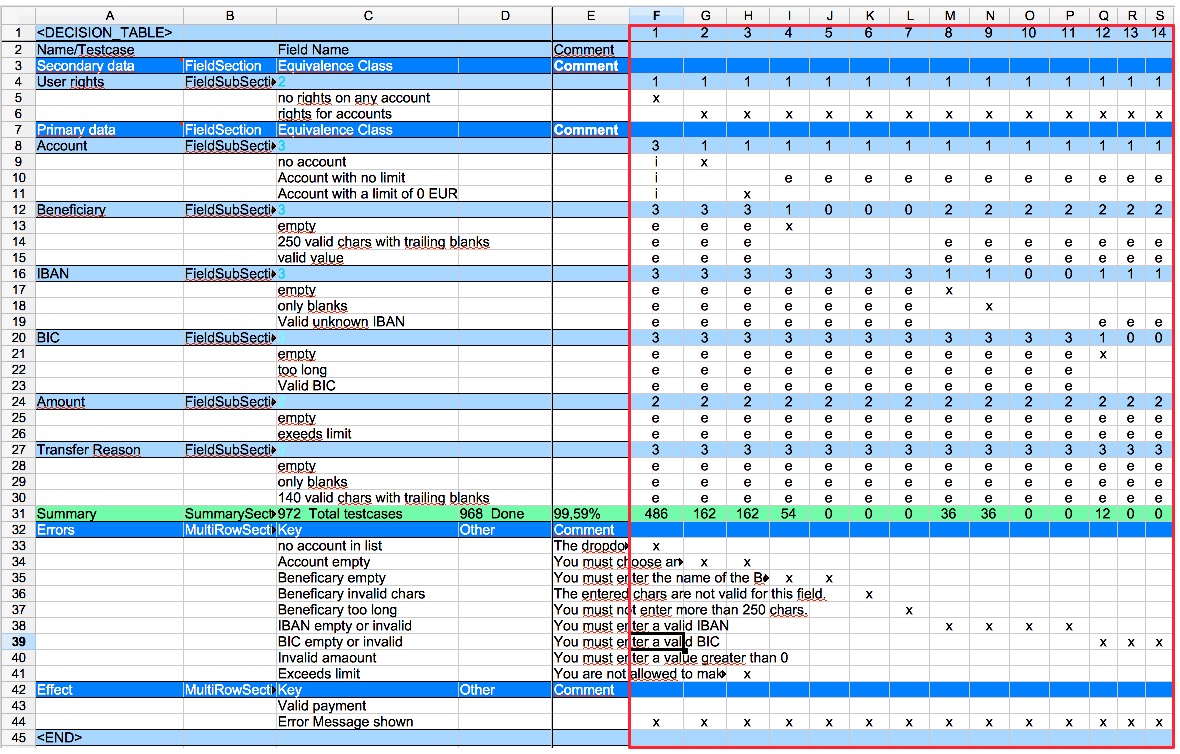 A B C D E F G H I J K L M N O P Q R S
1 <DECISION_TABLE> 1 2 3 4 5 6 7 8 9 10 11 12 13 14
2 Name/Testcase Field Name Comment
3 Secondary data FieldSection Equivalence Class Comment
4 User rights FieldSubSecti 2 1 1 1 1 1 1 1 1 1 1 1 1 1 1
5 no rights on any account x
6 rights for accounts x x x x x x x x x x x x x
7 Primary data FieldSection Equivalence Class Comment
8 Account FieldSubSecti 3 3 1 1 1 1 1 1 1 1 1 1 1 1 1
9 no account i x
10 Account with no limit i e e e e e e e e e e e
11 Account with a limit of 0 EUR i x
12 Beneficiary FieldSubSecti 3 3 3 3 1 0 0 0 2 2 2 2 2 2 2
13 empty e e e x
14 250 valid chars with trailing blanks e e e e e e e e e e
15 valid value e e e e e e e e e e
16 IBAN FieldSubSecti 3 3 3 3 3 3 3 3 1 1 0 0 1 1 1
17 empty e e e e e e e x
18 only blanks e e e e e e e x
19 Valid unknown IBAN e e e e e e e e e e
20 BIC FieldSubSecti 3 3 3 3 3 3 3 3 3 3 3 1 0 0
21 empty e e e e e e e e e e e x
22 too long e e e e e e e e e e e
23 Valid BIC e e e e e e e e e e e
24 Amount FieldSubSecti 2 2 2 2 2 2 2 2 2 2 2 2 2 2
25 empty e e e e e e e e e e e e e e
26 exeeds limit e e e e e e e e e e e e e e
27 Transfer Reason FieldSubSecti 3 3 3 3 3 3 3 3 3 3 3 3 3 3
28 empty e e e e e e e e e e e e e e
29 only blanks e e e e e e e e e e e e e e
30 140 valid chars with trailing blanks e e e e e e e e e e e e e e
31 Summary SummarySect 972 Total testcases 968 Done 99,59% 486 162 162 54 0 0 0 36 36 0 0 12 0 0
32 Errors MultiRowSecti Key Other Comment
33 no account in list The dropdo x
34 Account empty You must choose an x x
35 Beneficary empty You must enter the name of the Be x x
36 Beneficary invalid chars The entered chars are not valid for this field. x
37 Beneficary too long You must not enter more than 250 chars. x
38 IBAN empty or invalid You must enter a valid IBAN x x x x
39 BIC empty or invalid You must enter a valid BIC x x x
40 Invalid amaount You must enter a value greater than 0
41 Exceeds limit You are not allowed to mak x
42 Effect MultiRowSecti Key Other Comment
43 Valid payment
44 Error Message shown x x x x x x x x x x x x x x
45 <END>